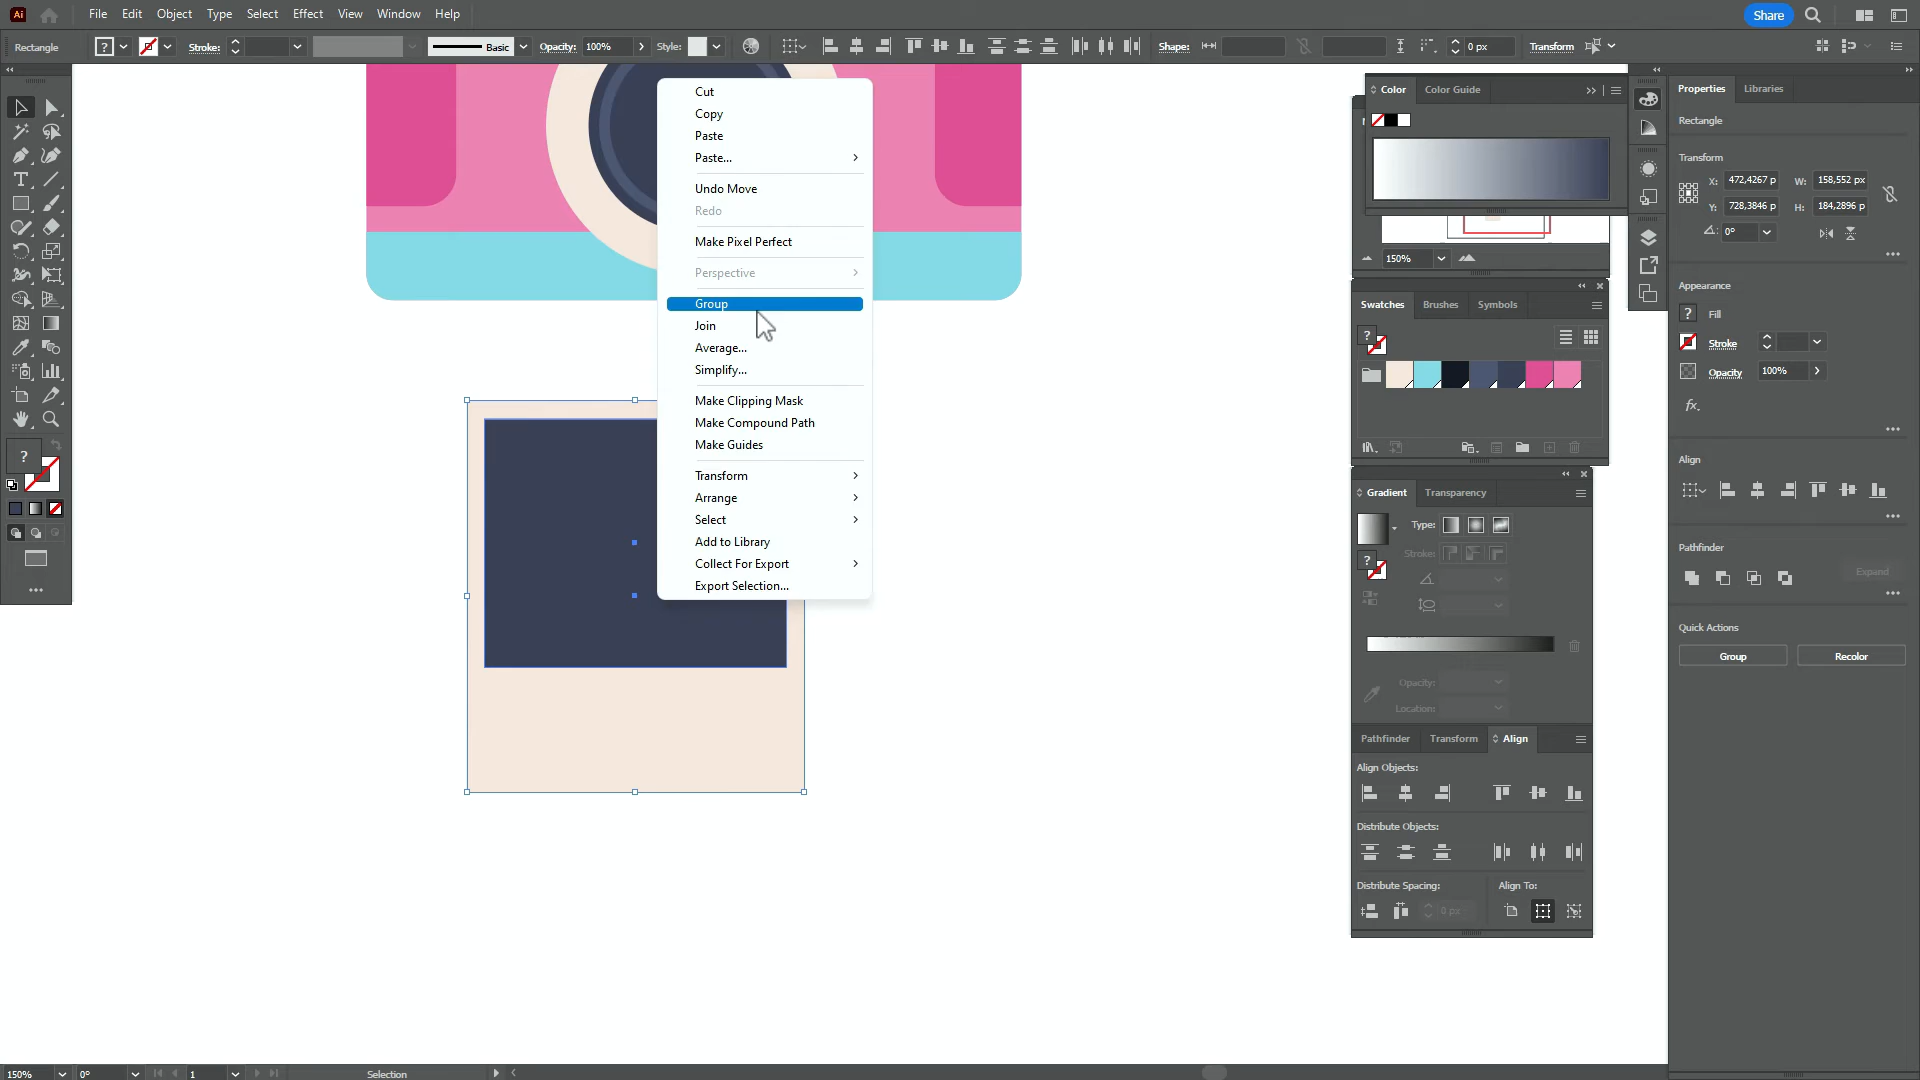 Ai File Edit Object Type Select Effect View Window Help Share
Rectangle ? Stroke: Basic Opacity: 100% Style: Shape: 0 px Transform
Cut
Copy
Paste
Paste...
Undo Move
Redo
Make Pixel Perfect
Perspective
Group
Join
Average...
Simplify...
Make Clipping Mask
Make Compound Path
Make Guides
Transform
Arrange
Select
Add to Library
Collect For Export
Export Selection...
T
?
Color Color Guide
150%
Swatches Brushes Symbols
?
Gradient Transparency
Type:
Stroke:
?
Opacity:
Location:
Pathfinder Transform Align
Align Objects:
Distribute Objects:
Distribute Spacing: Align To:
0 px
Properties Libraries
Rectangle
Transform
X: 472,4267 p W: 158,552 px
Y: 728,3846 p H: 184,2896 p
0°
Appearance
? Fill
Stroke
Opacity 100%
fx.
Align
Pathfinder
Expand
Quick Actions
Group Recolor
150% 0° 1 Selection